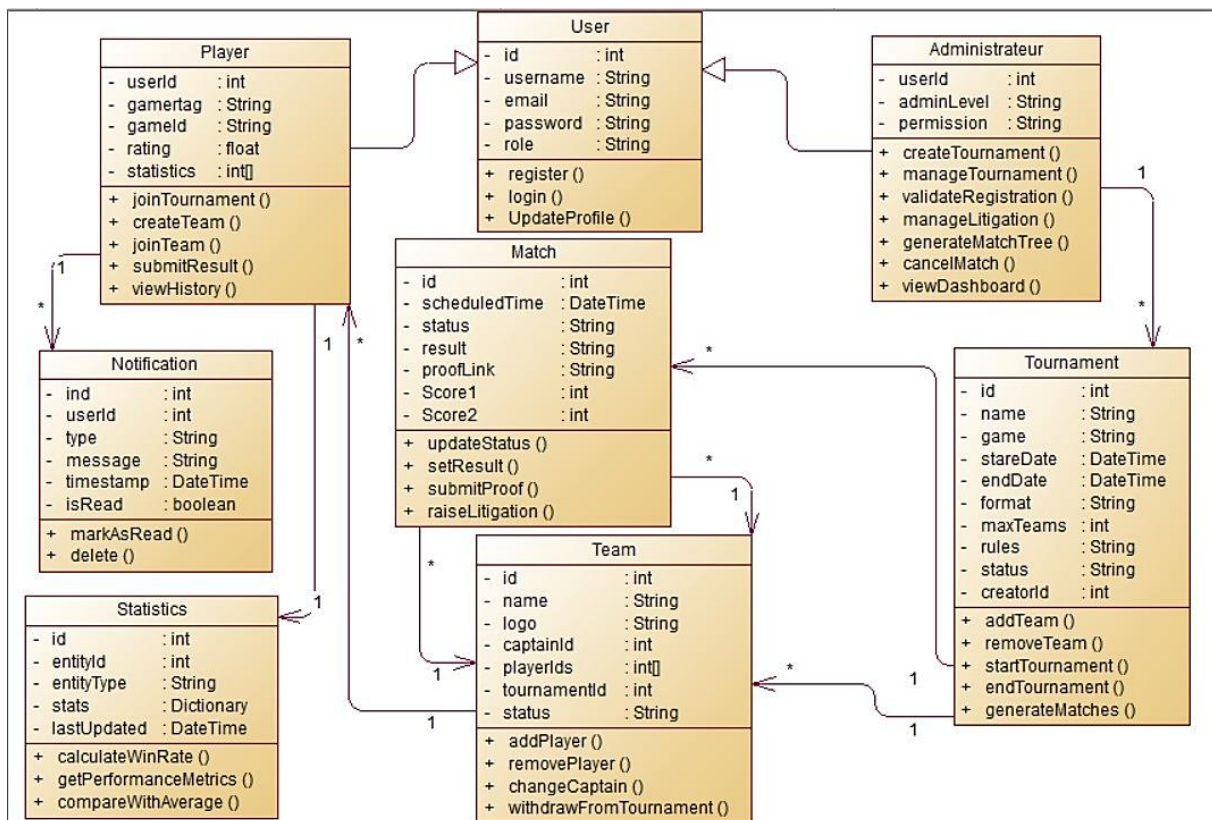 Player
- userId : int
- gamertag : String
- gameId : String
- rating : float
- statistics : int[]
+ joinTournament ()
+ createTeam ()
+ joinTeam ()
+ submitResult ()
+ viewHistory ()
User
- id : int
- username : String
- email : String
- password : String
- role : String
+ register ()
+ login ()
+ UpdateProfile ()
Administrateur
- userId : int
- adminLevel : String
- permission : String
+ createTournament ()
+ manageTournament ()
+ validateRegistration ()
+ manageLitigation ()
+ generateMatchTree ()
+ cancelMatch ()
+ viewDashboard ()
1
*
1
1
*
1
1
*
Match
- id : int
- scheduledTime : DateTime
- status : String
- result : String
- proofLink : String
- Score1 : int
- Score2 : int
+ updateStatus ()
+ setResult ()
+ submitProof ()
+ raiseLitigation ()
*
1
*
1
*
1
*
1
Notification
- ind : int
- userId : int
- type : String
- message : String
- timestamp : DateTime
- isRead : boolean
+ markAsRead ()
+ delete ()
Tournament
- id : int
- name : String
- game : String
- stareDate : DateTime
- endDate : DateTime
- format : String
- maxTeams : int
- rules : String
- status : String
- creatorId : int
+ addTeam ()
+ removeTeam ()
+ startTournament ()
+ endTournament ()
+ generateMatches ()
Statistics
- id : int
- entityId : int
- entityType : String
- stats : Dictionary
- lastUpdated : DateTime
+ calculateWinRate ()
+ getPerformanceMetrics ()
+ compareWithAverage ()
Team
- id : int
- name : String
- logo : String
- captainId : int
- playerIds : int[]
- tournamentId : int
- status : String
+ addPlayer ()
+ removePlayer ()
+ changeCaptain ()
+ withdrawFromTournament ()